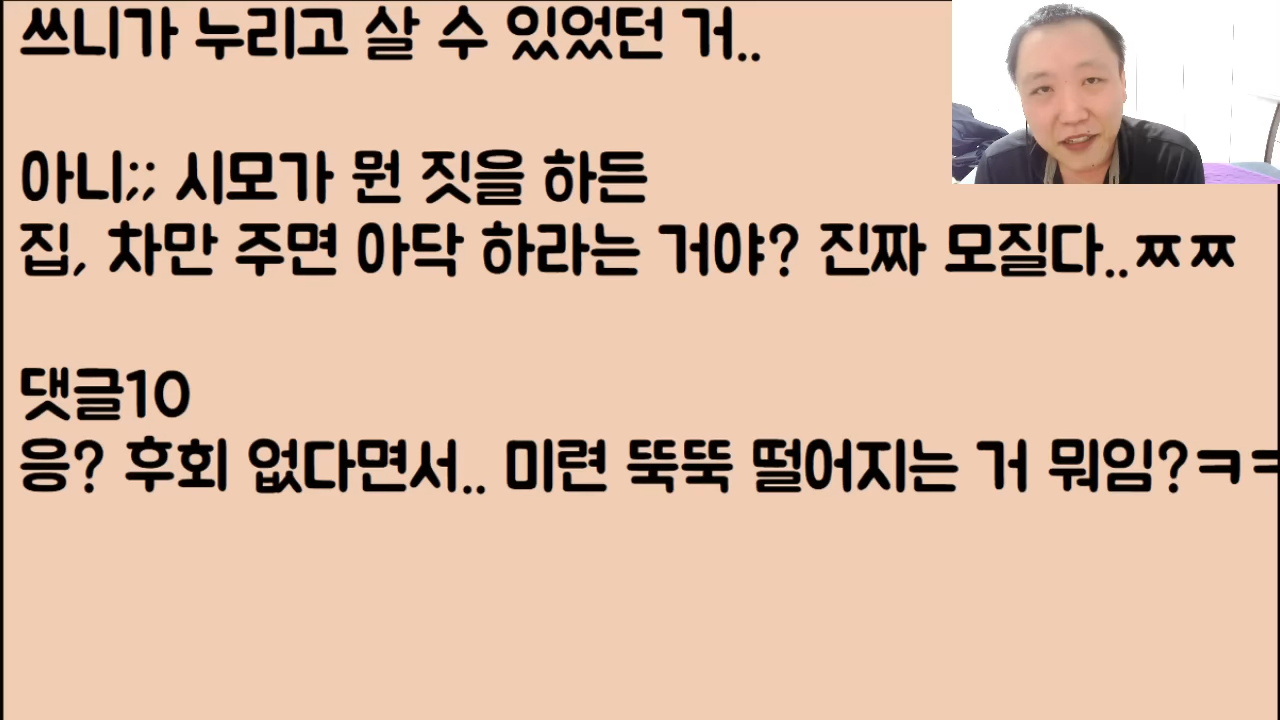 쓰니가 누리고 살 수 있었던 거..
아니;; 시모가 뭔 짓을 하든
집, 차만 주면 아닥 하라는 거야? 진짜 모질다..ㅉㅉ
댓글10
응? 후회 없다면서.. 미련 뚝뚝 떨어지는 거 뭐임?ㅋㅋ